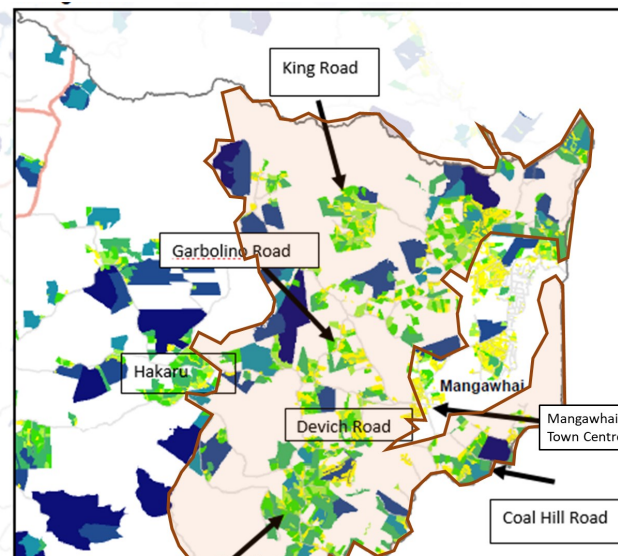 King Road
Garbolino Road
Hakaru
Mangawhai
Devich Road
Mangawhai
Town Centre
Coal Hill Road